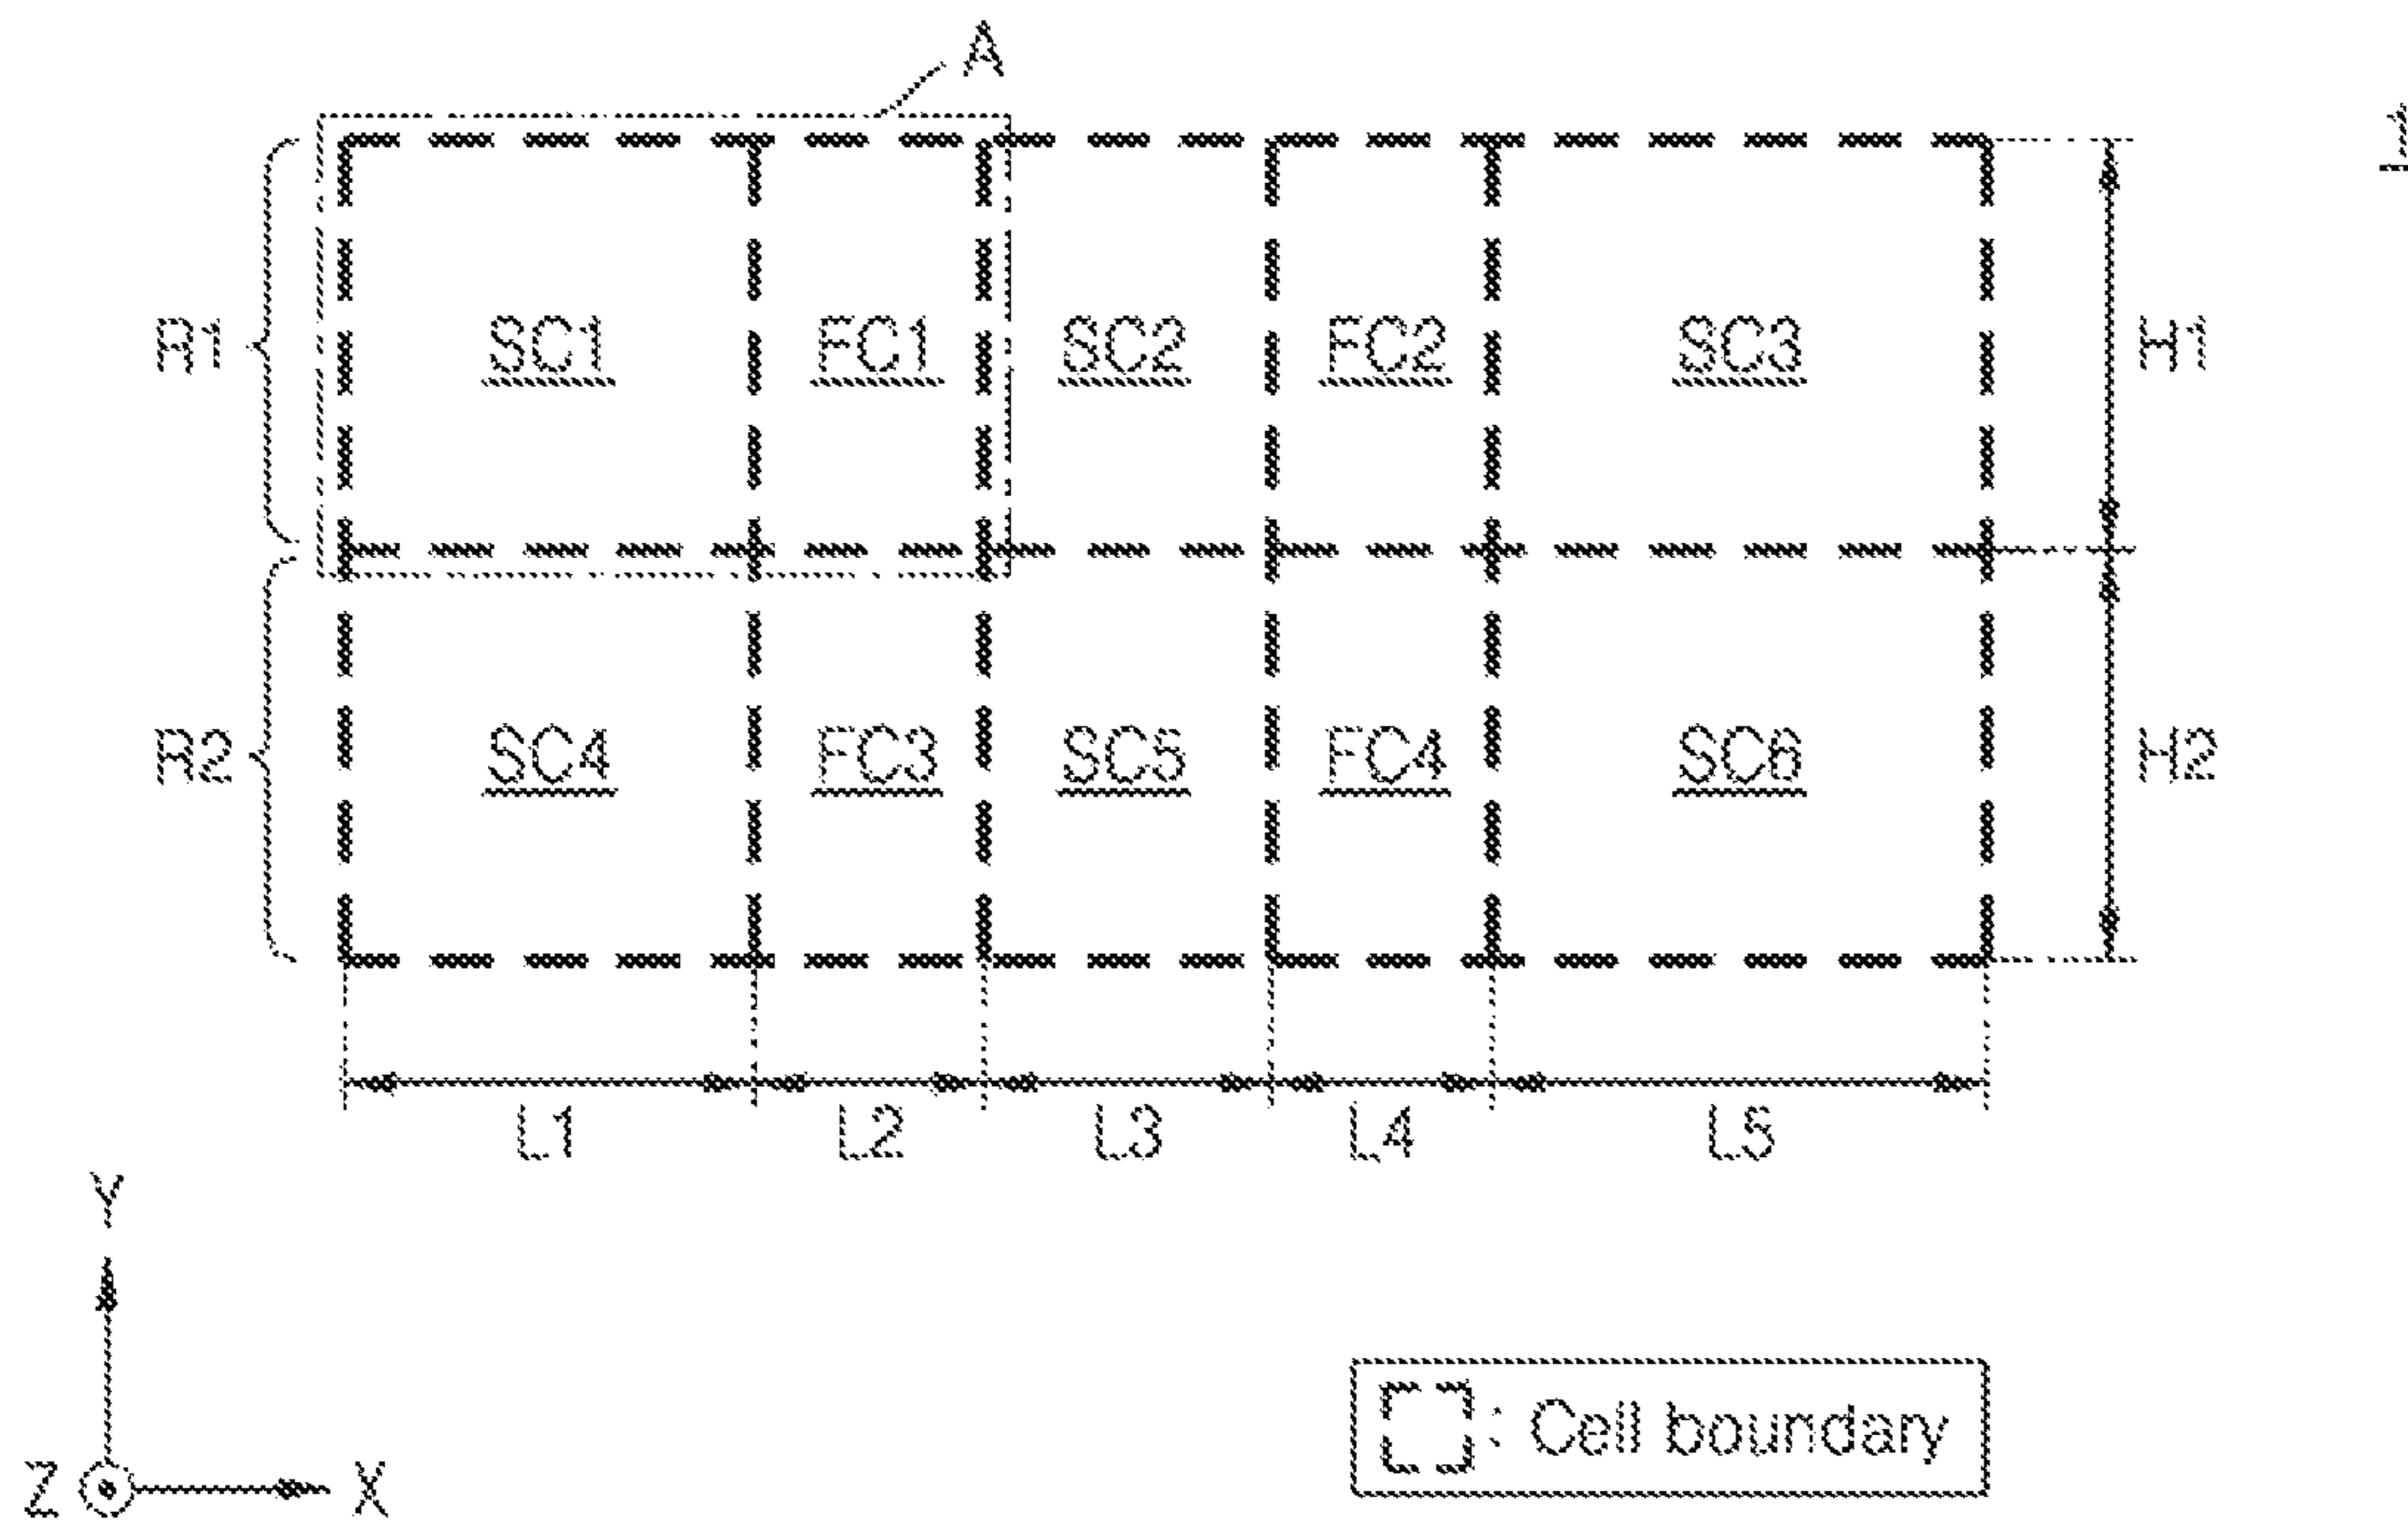 A
1
R1 SC1 FC1 SC2 FC2 SC3 H1
R2 SC4 FC3 SC5 FC4 SC6 H2
L1 L2 L3 L4 L5
Y
Z X
: Cell boundary